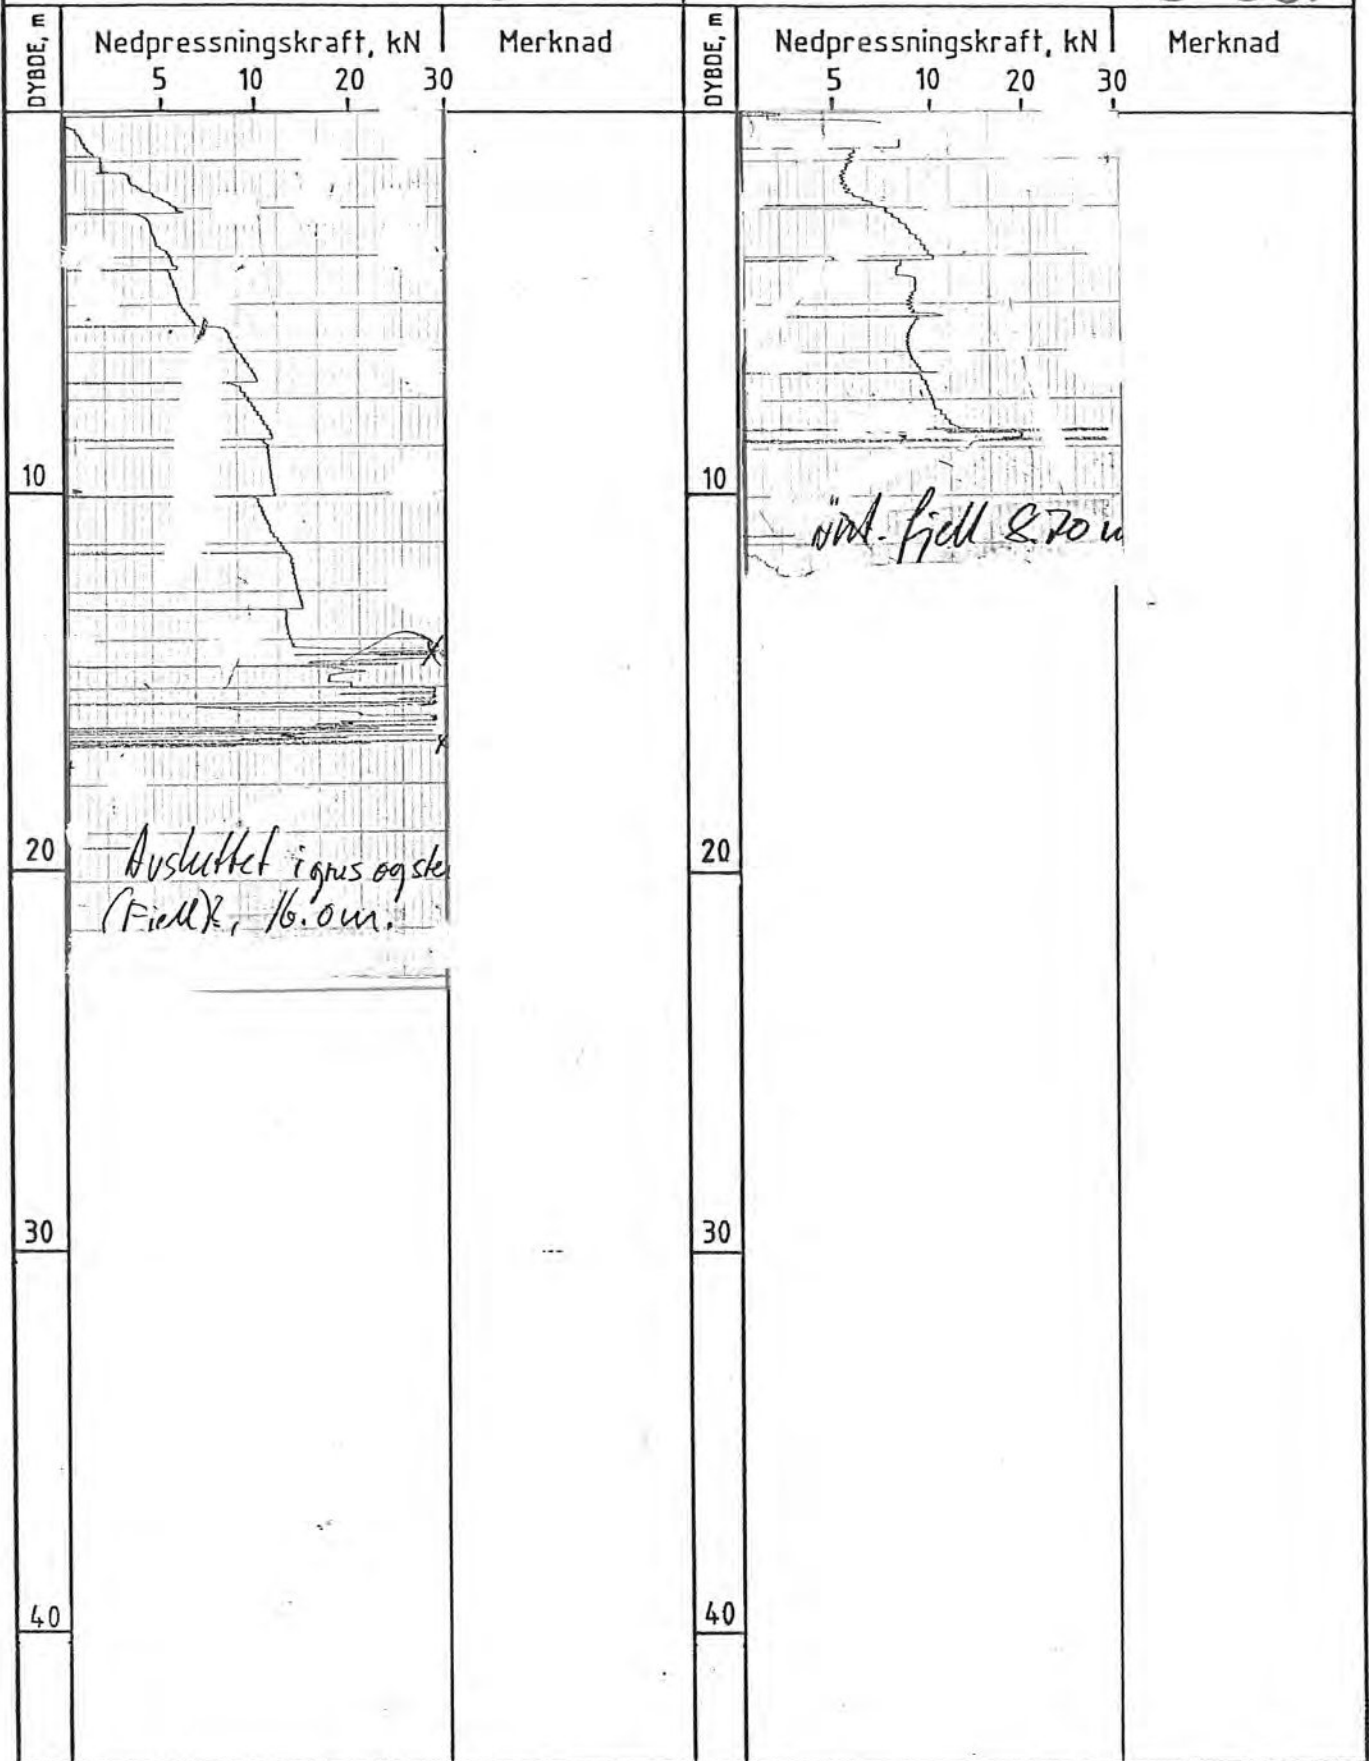 DYBDE, m
Nedpressningskraft, kN
Merknad
5 10 20 30
10
20
30
40
Avsluttet i grus og ste
(Fjell)?, 16.0 m.
DYBDE, m
Nedpressningskraft, kN
Merknad
5 10 20 30
10
20
30
40
fjell 8.70 m